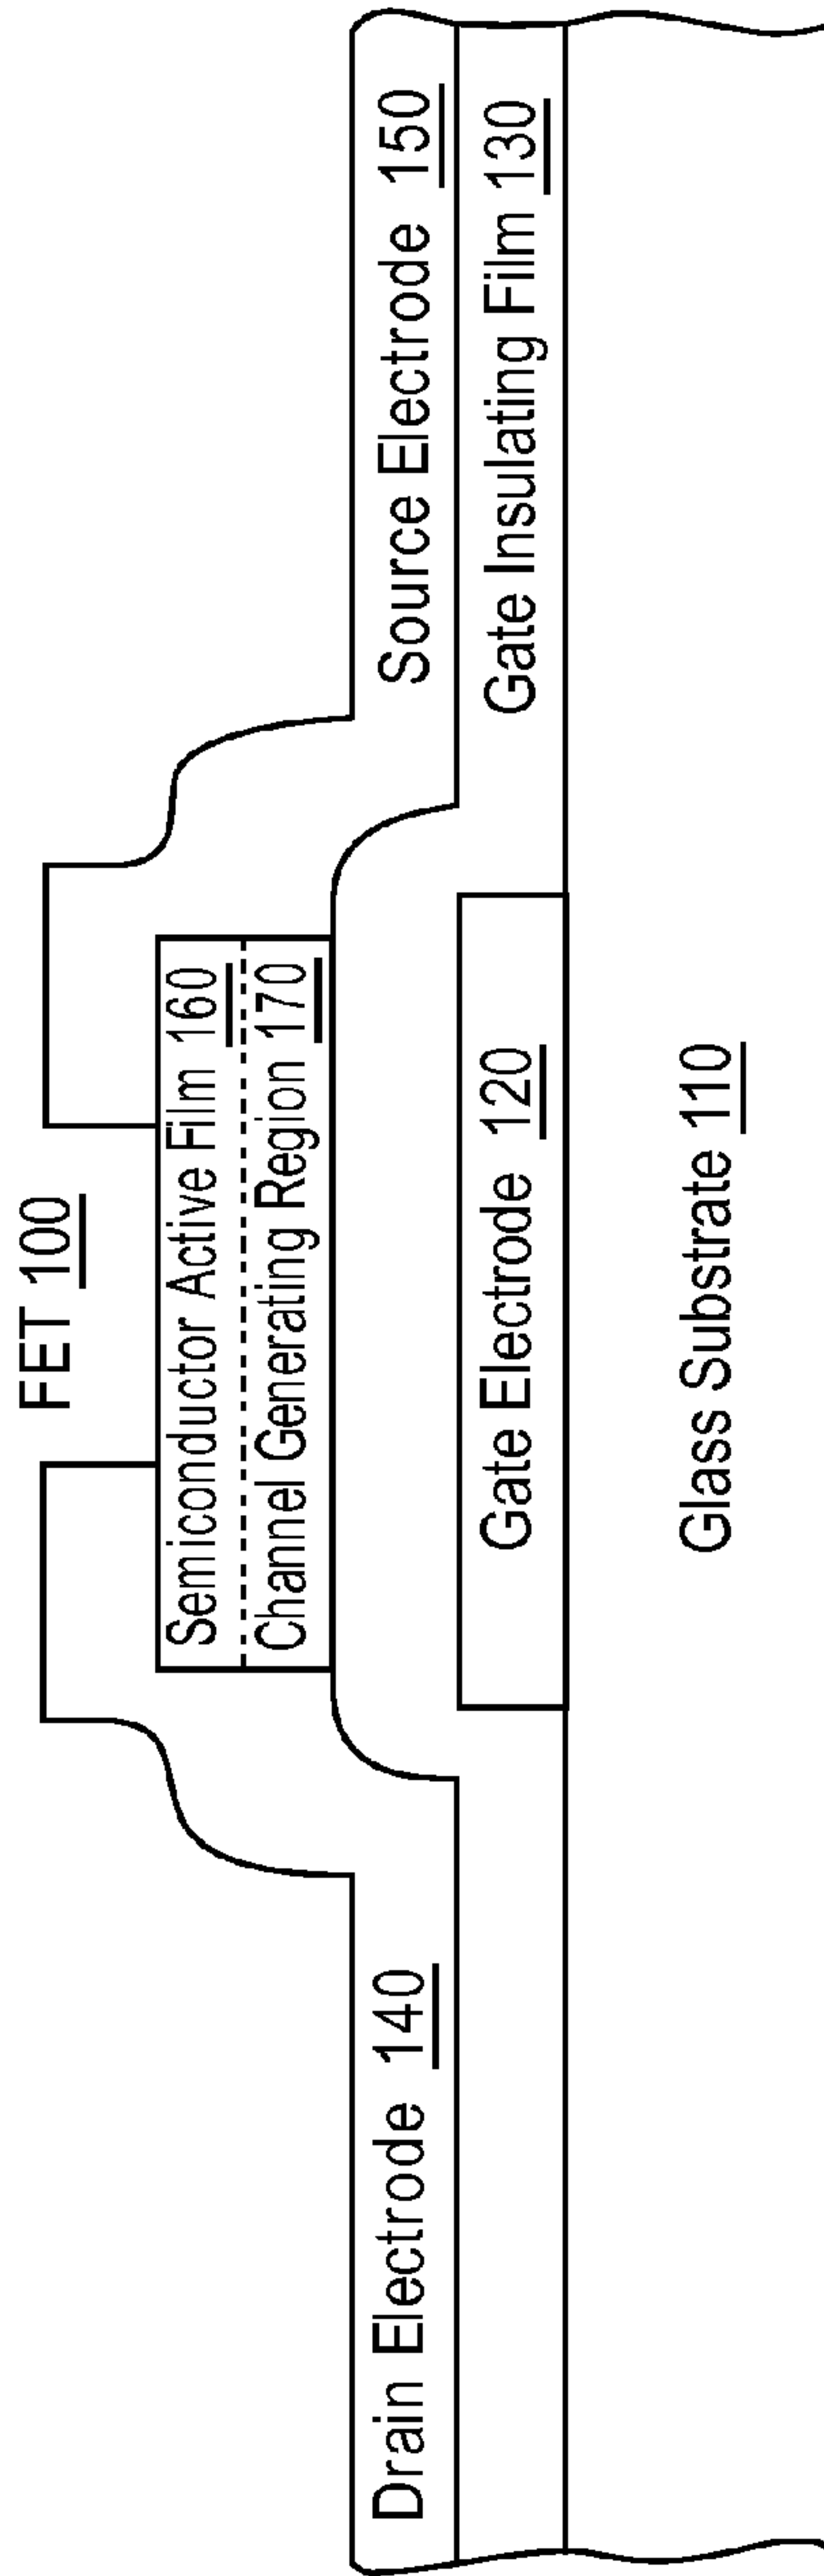 FET 100
Semiconductor Active Film 160
Channel Generating Region 170
Drain Electrode 140
Source Electrode 150
Gate Electrode 120
Gate Insulating Film 130
Glass Substrate 110